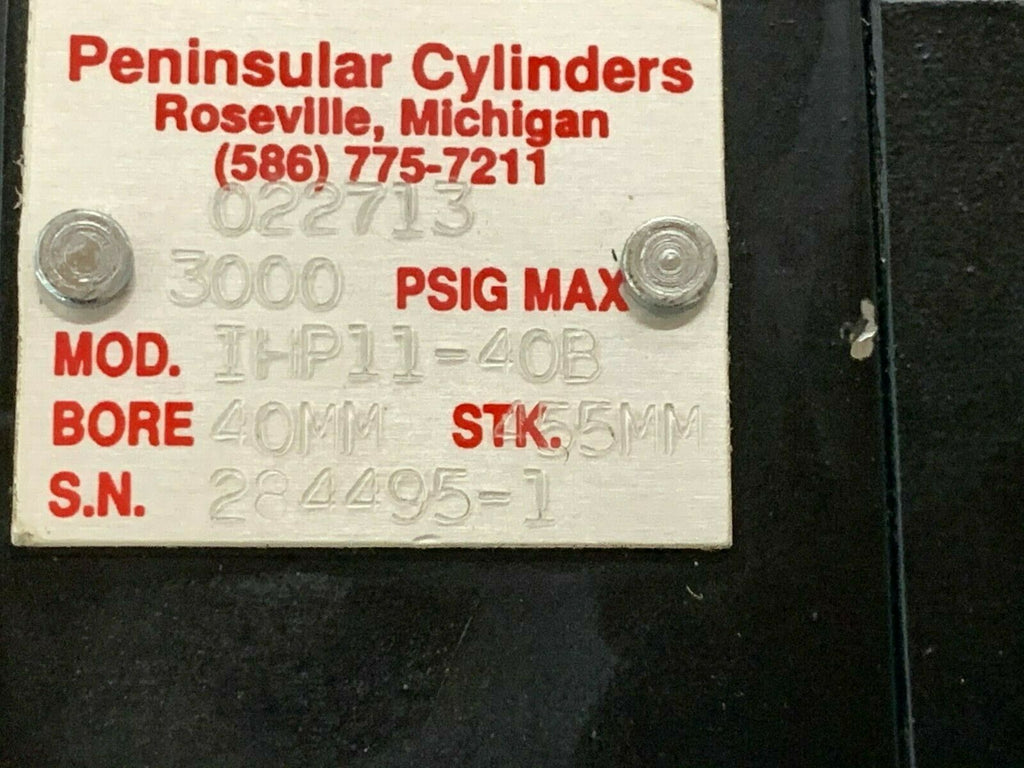 Peninsular Cylinders
Roseville, Michigan
(586) 775-7211
022713
3000 PSIG MAX
MOD. IHP11-40B
BORE 40MM STK. 455MM
S.N. 284495-1